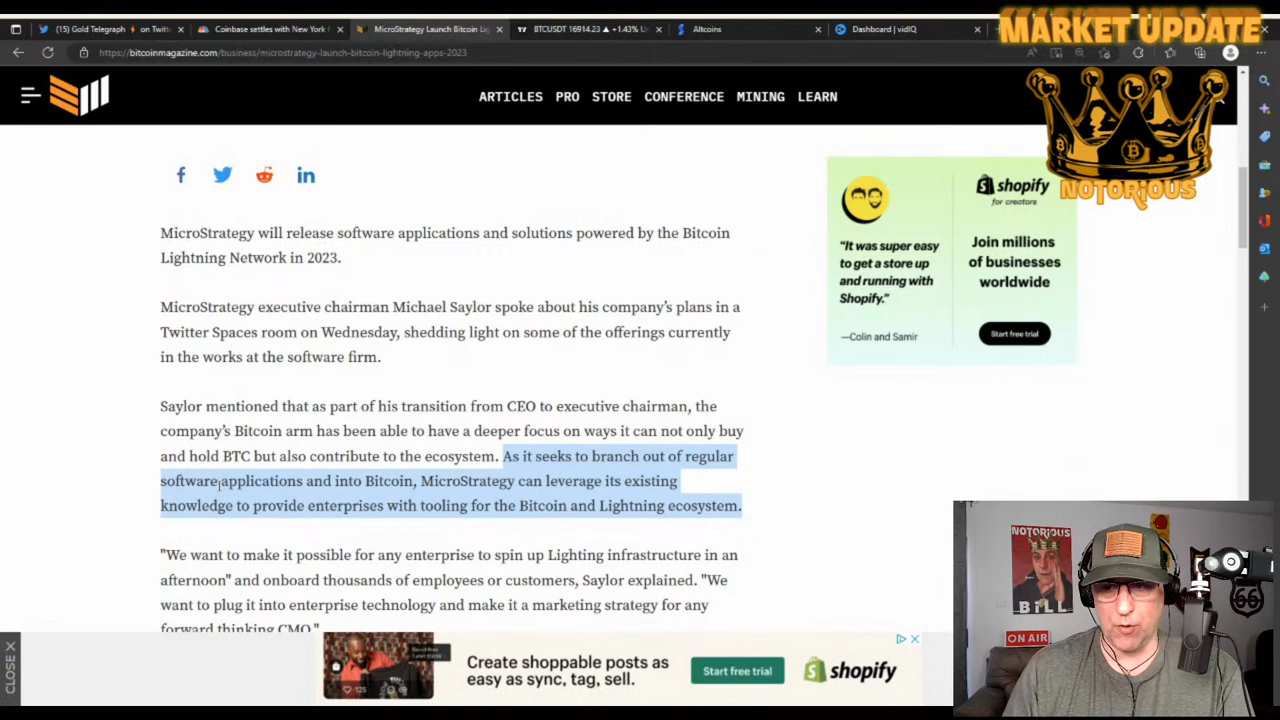 (15) Gold Telegraph ⚡ on Twitt
Coinbase settles with New York
MicroStrategy Launch Bitcoin Lig
BTCUSDT 16914.23 ▲ +1.43% Un
Altcoins
Dashboard | vidIQ
MARKET UPDATE
https://bitcoinmagazine.com/business/microstrategy-launch-bitcoin-lightning-apps-2023
ARTICLES PRO STORE CONFERENCE MINING LEARN
NOTORIOUS
MicroStrategy will release software applications and solutions powered by the Bitcoin
Lightning Network in 2023.
MicroStrategy executive chairman Michael Saylor spoke about his company's plans in a
Twitter Spaces room on Wednesday, shedding light on some of the offerings currently
in the works at the software firm.
Saylor mentioned that as part of his transition from CEO to executive chairman, the
company's Bitcoin arm has been able to have a deeper focus on ways it can not only buy
and hold BTC but also contribute to the ecosystem. As it seeks to branch out of regular
software applications and into Bitcoin, MicroStrategy can leverage its existing
knowledge to provide enterprises with tooling for the Bitcoin and Lightning ecosystem.
"We want to make it possible for any enterprise to spin up Lighting infrastructure in an
afternoon" and onboard thousands of employees or customers, Saylor explained. "We
want to plug it into enterprise technology and make it a marketing strategy for any
forward thinking CMO."
"It was super easy
to get a store up
and running with
Shopify."
—Colin and Samir
shopify
for creators
Join millions
of businesses
worldwide
Start free trial
CLOSE X
125
Create shoppable posts as
easy as sync, tag, sell.
Start free trial
shopify
NOTORIOUS
BILL
ON AIR
66